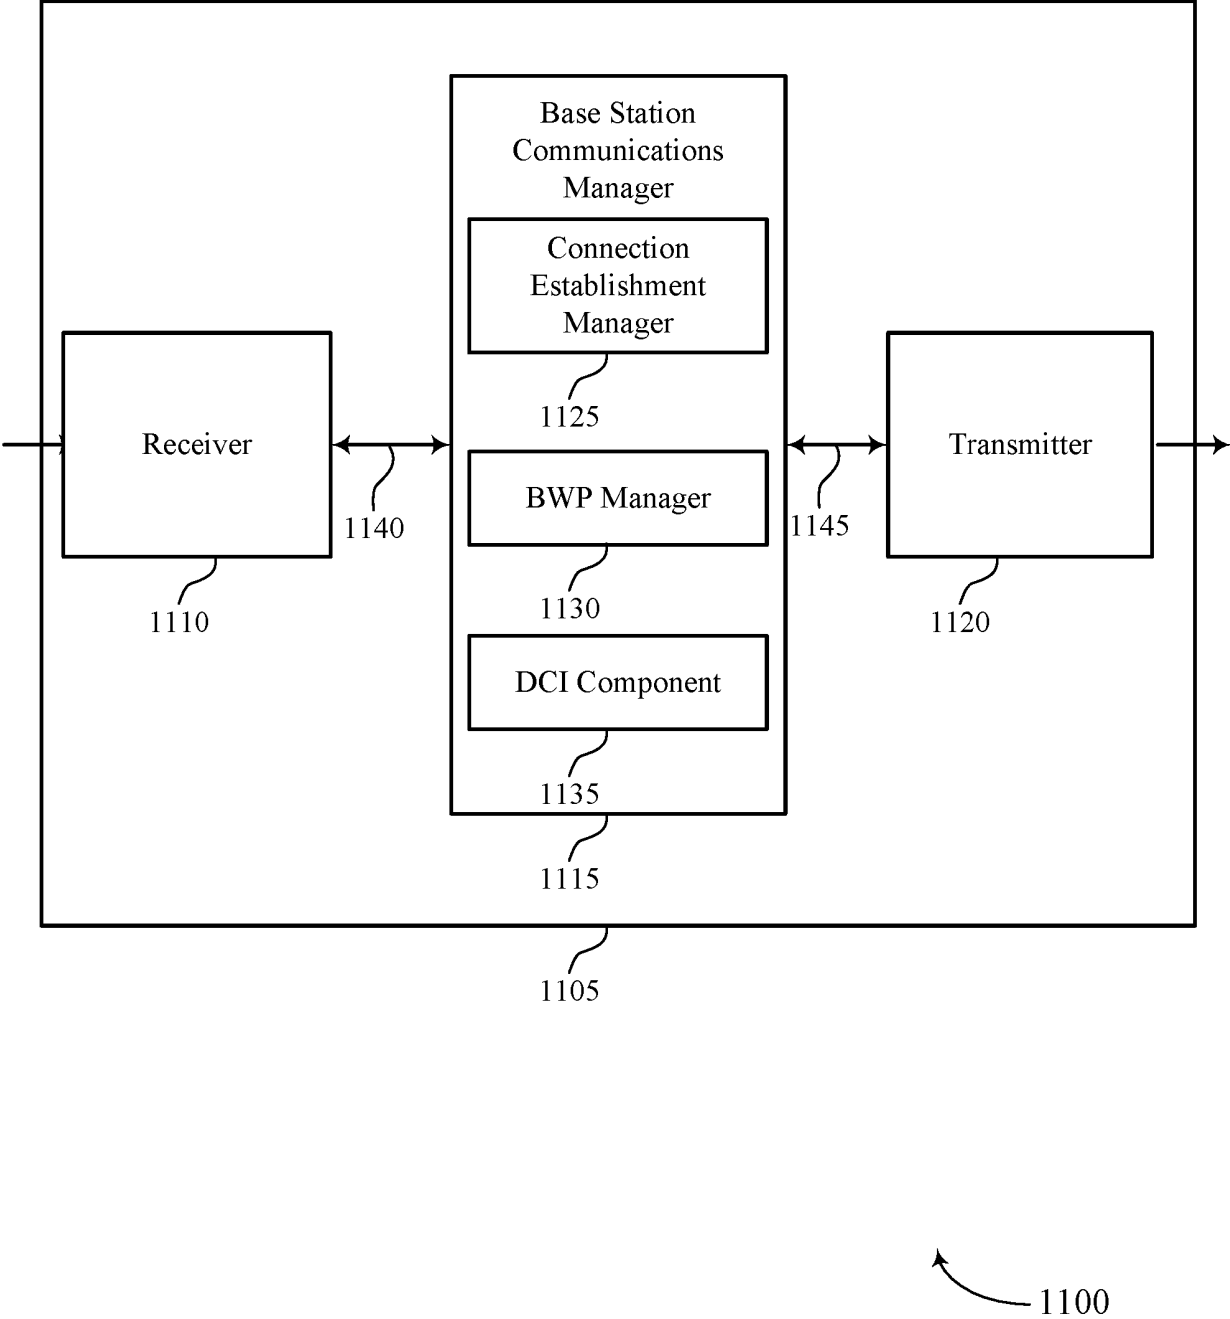 Base Station
Communications
Manager
Connection
Establishment
Manager
1125
Receiver
Transmitter
1140
BWP Manager
1145
1110
1130
1120
DCI Component
1135
1115
1105
1100